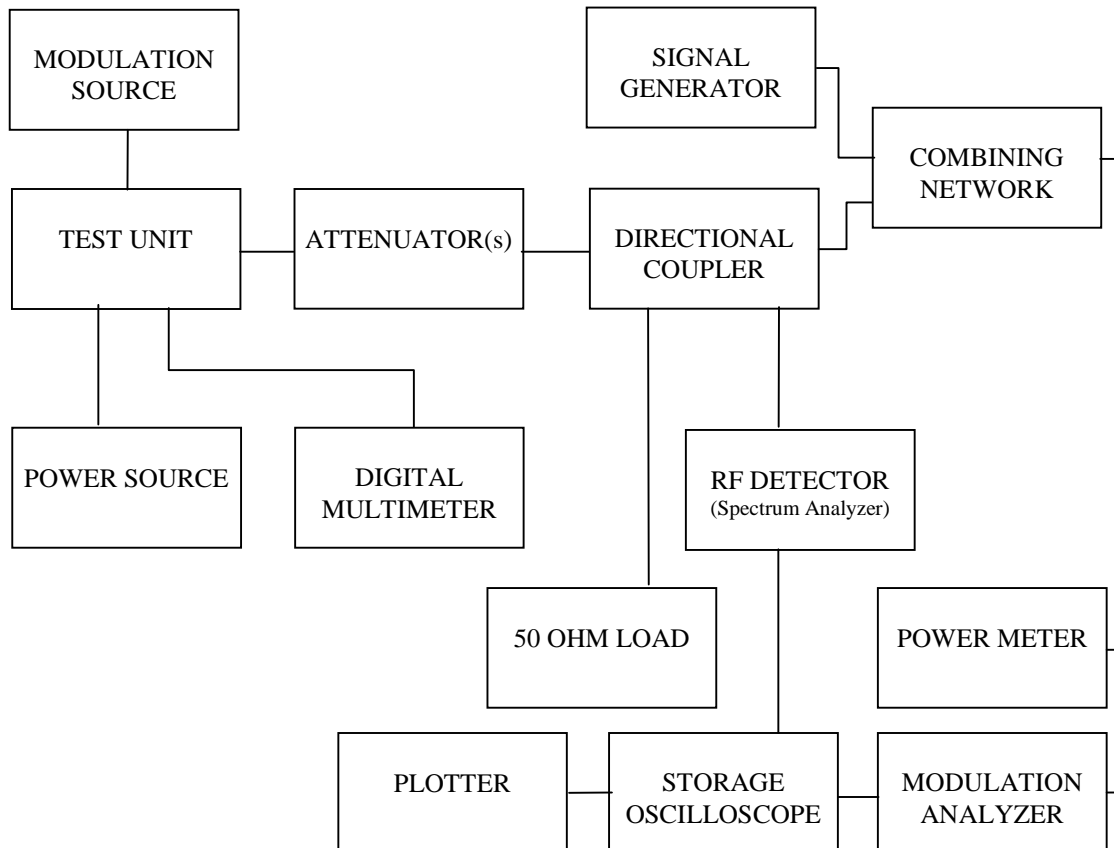 MODULATION
SOURCE
SIGNAL
GENERATOR
COMBINING
NETWORK
TEST UNIT
ATTENUATOR(s)
DIRECTIONAL
COUPLER
POWER SOURCE
DIGITAL
MULTIMETER
RF DETECTOR
(Spectrum Analyzer)
50 OHM LOAD
POWER METER
PLOTTER
STORAGE
OSCILLOSCOPE
MODULATION
ANALYZER